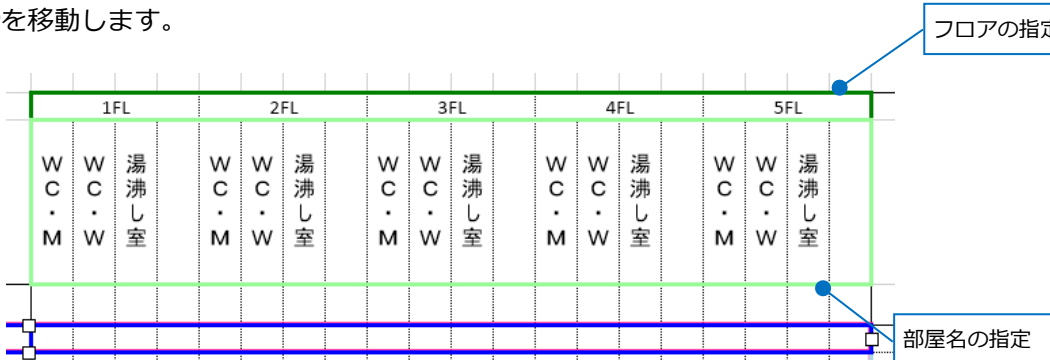 を移動します。
フロアの指定
1FL 2FL 3FL 4FL 5FL
WC・M WC・W 湯沸し室 WC・M WC・W 湯沸し室 WC・M WC・W 湯沸し室 WC・M WC・W 湯沸し室 WC・M WC・W 湯沸し室
部屋名の指定